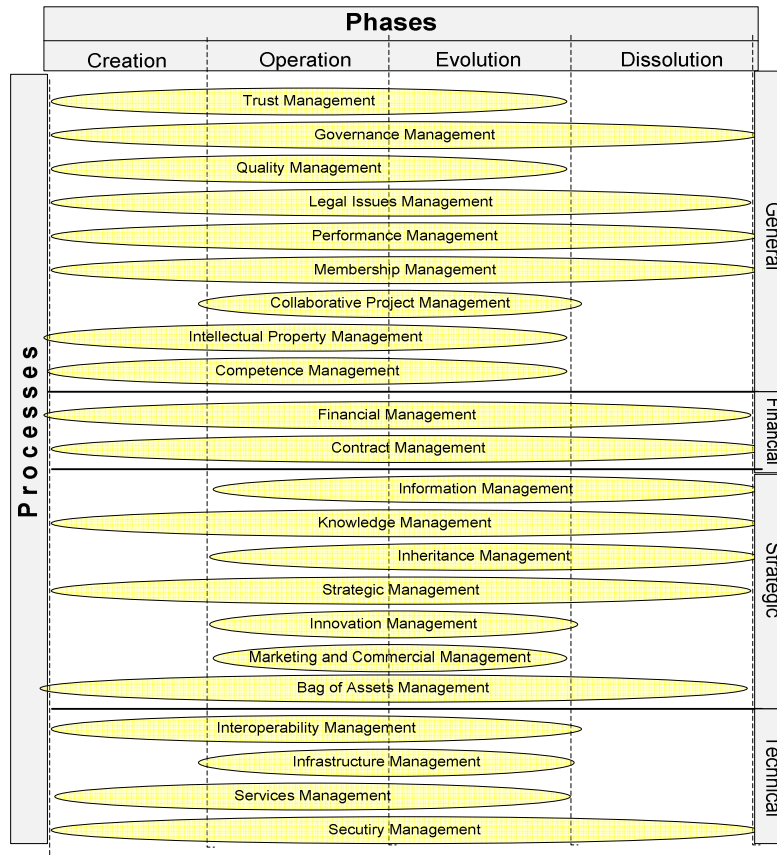 Phases
Creation
Operation
Evolution
Dissolution
Processes
General
Trust Management
Governance Management
Quality Management
Legal Issues Management
Performance Management
Membership Management
Collaborative Project Management
Intellectual Property Management
Competence Management
Financial
Financial Management
Contract Management
Strategic
Information Management
Knowledge Management
Inheritance Management
Strategic Management
Innovation Management
Marketing and Commercial Management
Bag of Assets Management
Technical
Interoperability Management
Infrastructure Management
Services Management
Secutiry Management